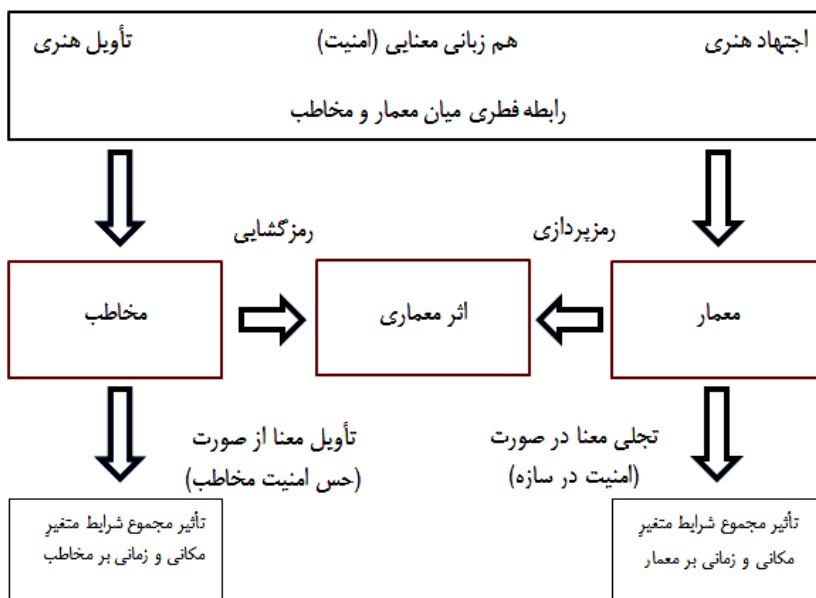 اجتهاد هنری
هم زبانی معنایی (امنیت)
تأویل هنری
رابطه فطری میان معمار و مخاطب
رمزپردازی
رمزگشایی
معمار
اثر معماری
مخاطب
تجلی معنا در صورت
(امنیت در سازه)
تأویل معنا از صورت
(حس امنیت مخاطب)
تأثیر مجموع شرایط متغیرِ
مکانی و زمانی بر معمار
تأثیر مجموع شرایط متغیرِ
مکانی و زمانی بر مخاطب